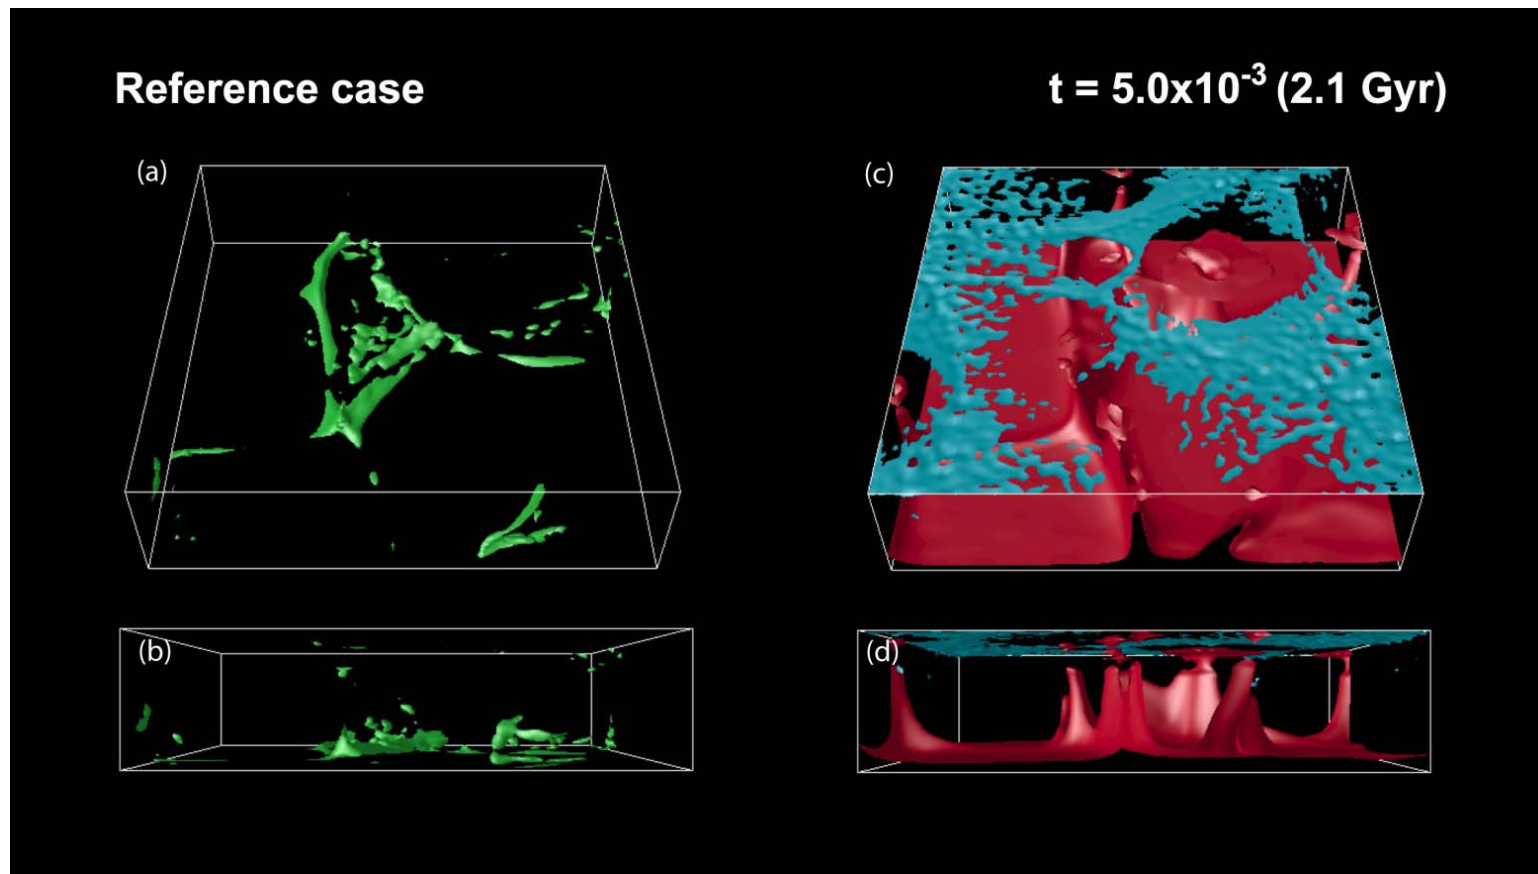 Reference case
t = 5.0x10⁻³ (2.1 Gyr)
(a)
(c)
(b)
(d)